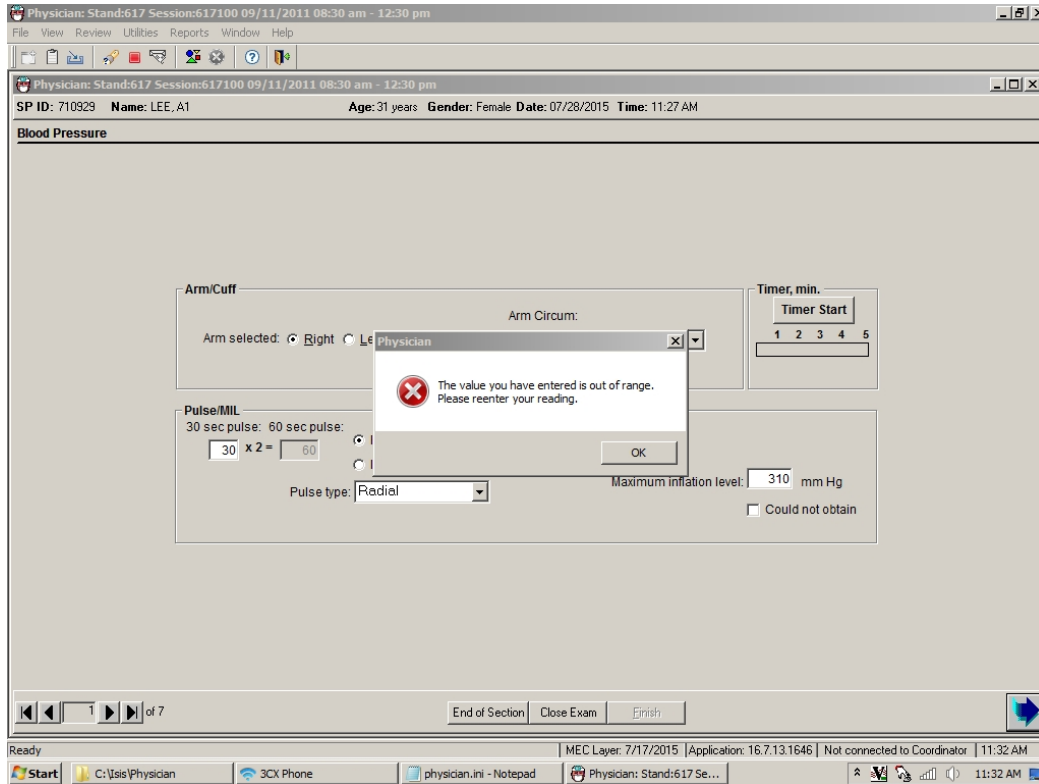 Physician: Stand:617 Session:617100 09/11/2011 08:30 am - 12:30 pm
File View Review Utilities Reports Window Help
Physician: Stand:617 Session:617100 09/11/2011 08:30 am - 12:30 pm
SP ID: 710929 Name: LEE, A1 Age: 31 years Gender: Female Date: 07/28/2015 Time: 11:27 AM
Blood Pressure
Arm/Cuff
Timer, min.
Timer Start
Arm Circum:
1 2 3 4 5
Arm selected: Right Le
Physician
The value you have entered is out of range.
Please reenter your reading.
OK
Pulse/MIL
30 sec pulse: 60 sec pulse:
30 x 2 = 60
Pulse type: Radial
Maximum inflation level: 310 mm Hg
Could not obtain
1 of 7
End of Section Close Exam Finish
Ready MEC Layer: 7/17/2015 Application: 16.7.13.1646 Not connected to Coordinator 11:32 AM
Start C:\Isis\Physician 3CX Phone physician.ini - Notepad Physician: Stand:617 Se... 11:32 AM